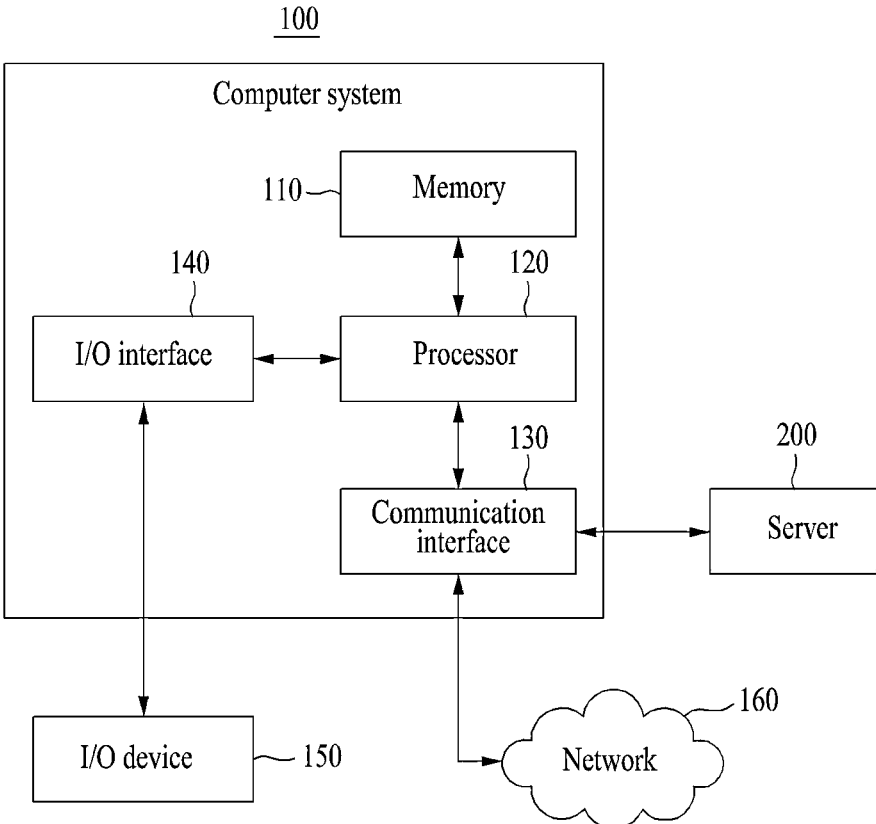 100
Computer system
110
Memory
140
120
I/O interface
Processor
130
200
Communication
interface
Server
160
I/O device
150
Network